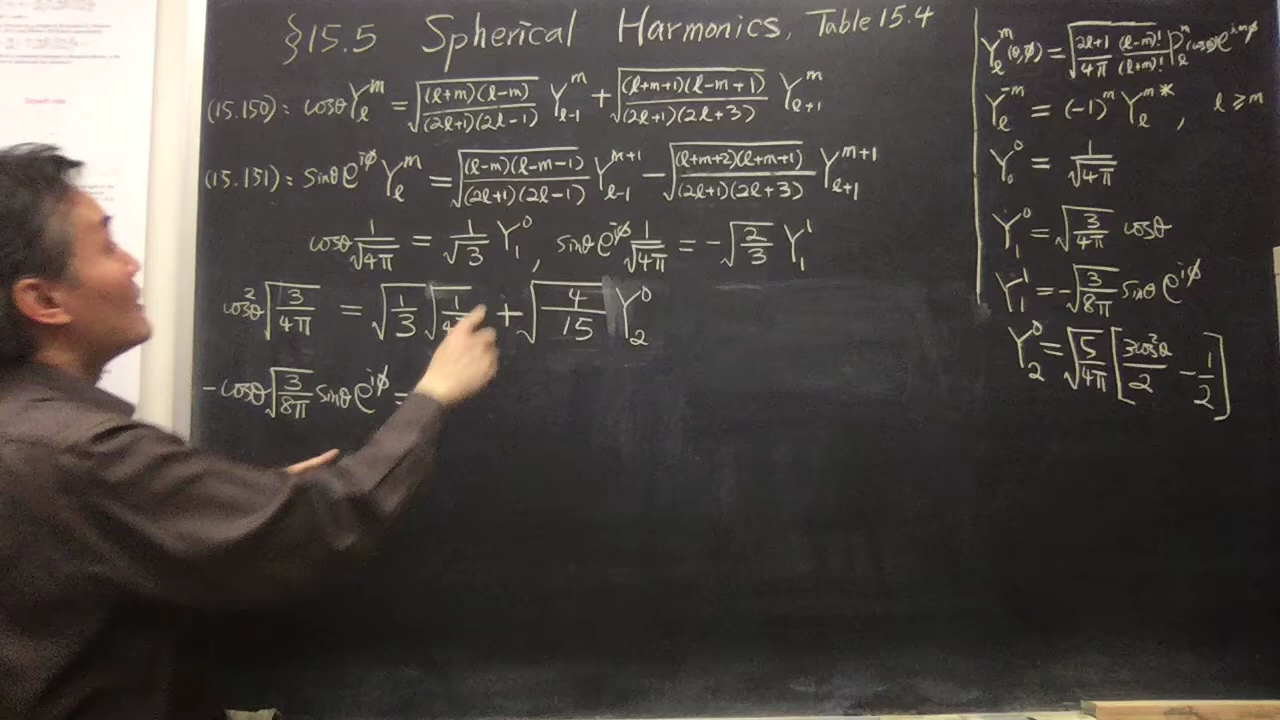 §15.5 Spherical Harmonics, Table 15.4
(15.150): cosθ Y_ℓ^m = √((ℓ+m)(ℓ-m)/((2ℓ+1)(2ℓ-1))) Y_{ℓ-1}^m + √((ℓ+m+1)(ℓ-m+1)/((2ℓ+1)(2ℓ+3))) Y_{ℓ+1}^m
(15.151): sinθ e^{iφ} Y_ℓ^m = √((ℓ-m)(ℓ-m-1)/((2ℓ+1)(2ℓ-1))) Y_{ℓ-1}^{m+1} - √((ℓ+m+2)(ℓ+m+1)/((2ℓ+1)(2ℓ+3))) Y_{ℓ+1}^{m+1}
cosθ 1/√4π = 1/√3 Y_1^0, sinθ e^{iφ} 1/√4π = -√(2/3) Y_1^1
cos²θ √(3/4π) = √(1/3) √(1/4π) + √(4/15) Y_2^0
-cosθ √(3/8π) sinθ e^{iφ} =
Y_ℓ^m(θ,φ) = √((2ℓ+1)/4π (ℓ-m)!/(ℓ+m)!) P_ℓ^m(cosθ) e^{imφ}
Y_ℓ^{-m} = (-1)^m Y_ℓ^{m*}, ℓ ≥ m
Y_0^0 = 1/√4π
Y_1^0 = √(3/4π) cosθ
Y_1^1 = -√(3/8π) sinθ e^{iφ}
Y_2^0 = √(5/4π) [3cos²θ/2 - 1/2]